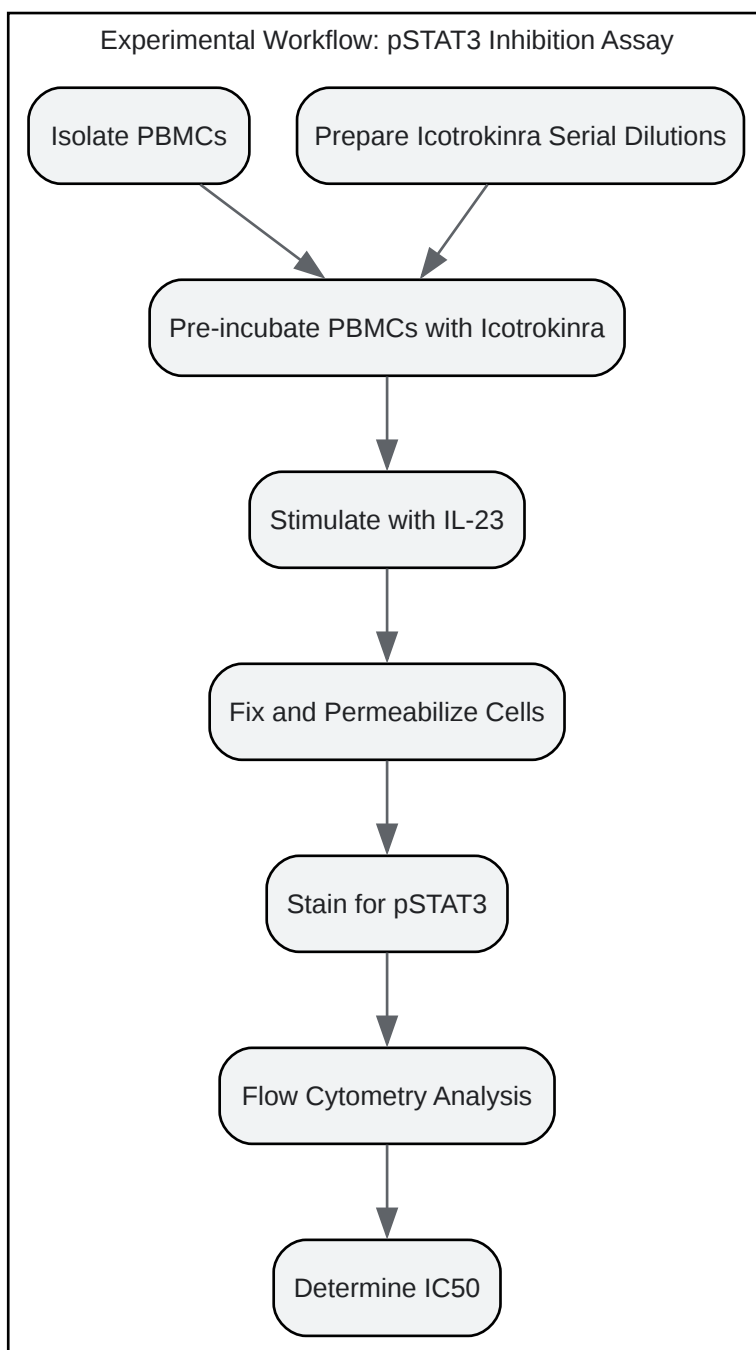 Experimental Workflow: pSTAT3 Inhibition Assay
Isolate PBMCs
Prepare Icotrokinra Serial Dilutions
Pre-incubate PBMCs with Icotrokinra
Stimulate with IL-23
Fix and Permeabilize Cells
Stain for pSTAT3
Flow Cytometry Analysis
Determine IC50